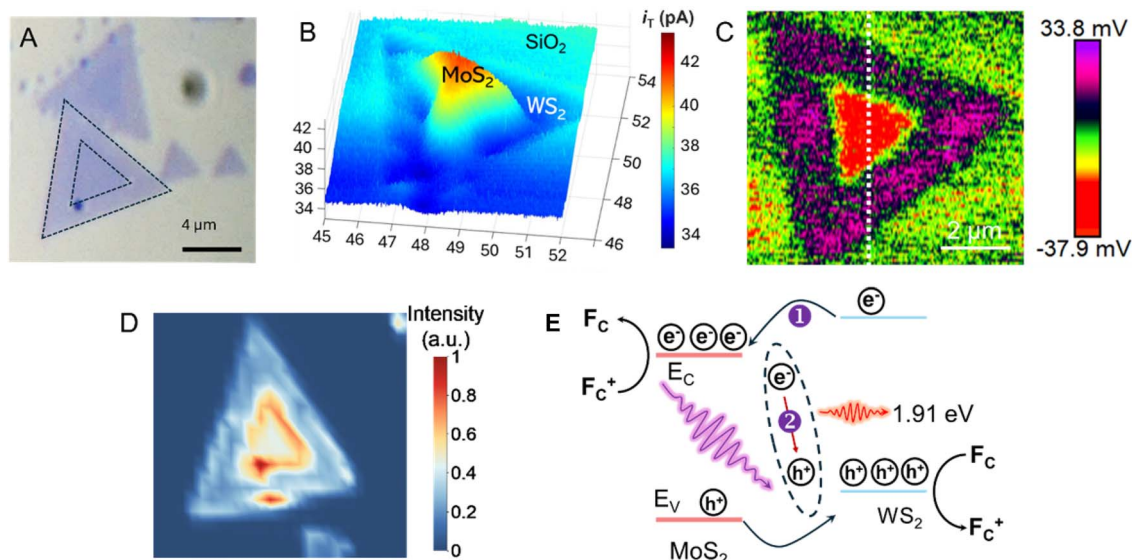 A
4 µm
B
i_T (pA)
SiO₂
MoS₂
WS₂
42
40
38
36
34
45 46 47 48 49 50 51 52
46
48
50
52
54
42
40
38
36
34
C
33.8 mV
-37.9 mV
2 µm
D
Intensity
(a.u.)
1
0.8
0.6
0.4
0.2
0
E
F_C
F_C⁺
e⁻ e⁻ e⁻
E_C
1
e⁻
e⁻
2
h⁺
1.91 eV
h⁺ h⁺ h⁺
F_C
F_C⁺
WS₂
E_V h⁺
MoS₂